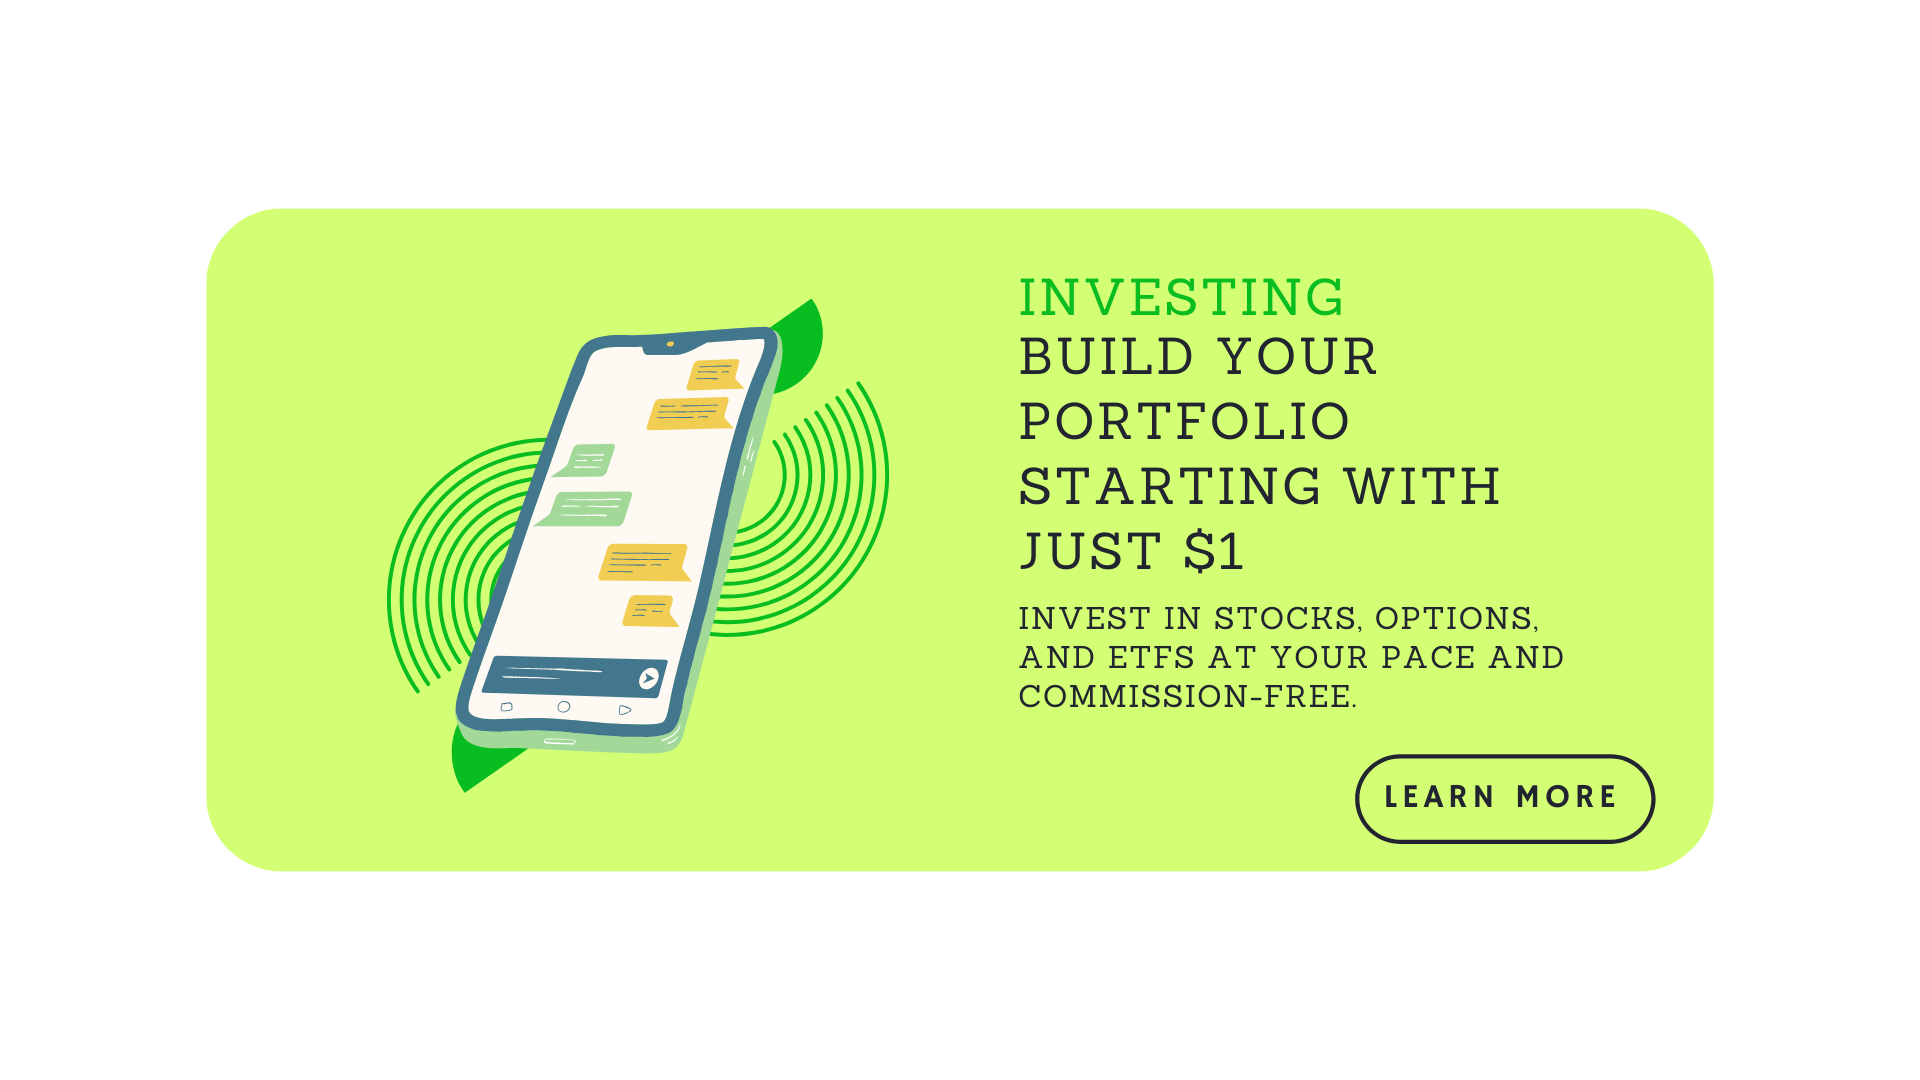 INVESTING
BUILD YOUR
PORTFOLIO
STARTING WITH
JUST $1
INVEST IN STOCKS, OPTIONS,
AND ETFS AT YOUR PACE AND
COMMISSION-FREE.
LEARN MORE